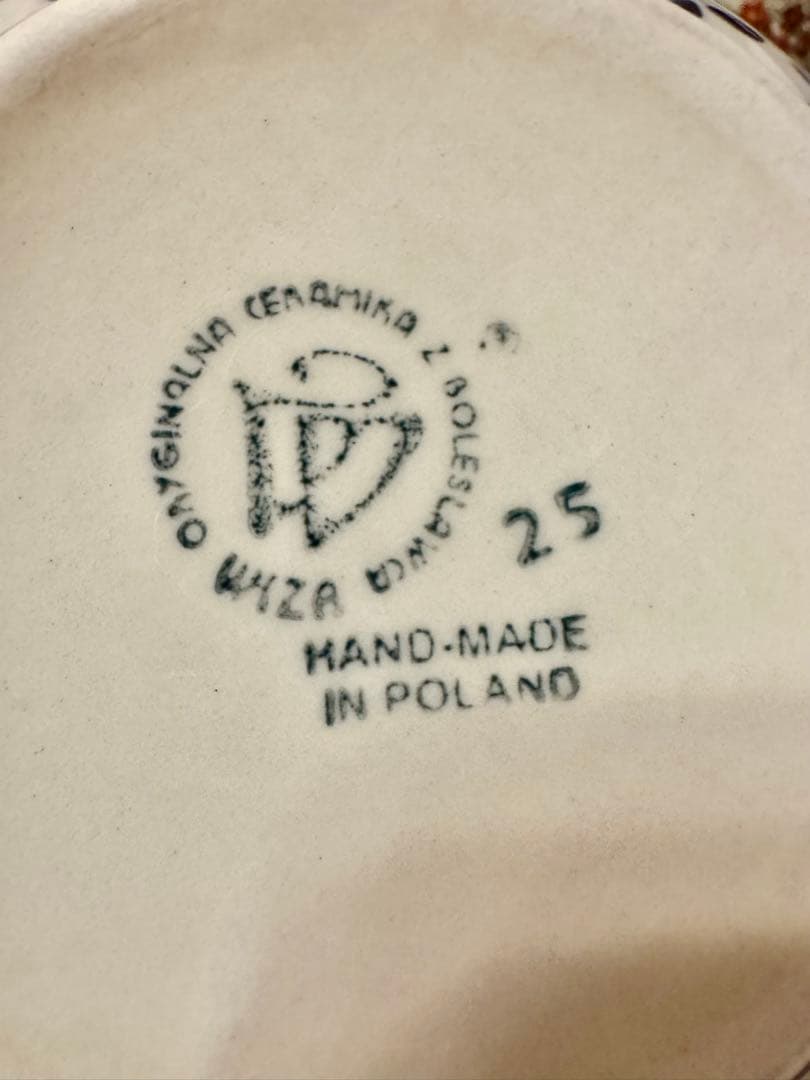 ORYGINALNA CERAMIKA Z BOLESLAWCA
WIZA
25
HAND-MADE
IN POLAND